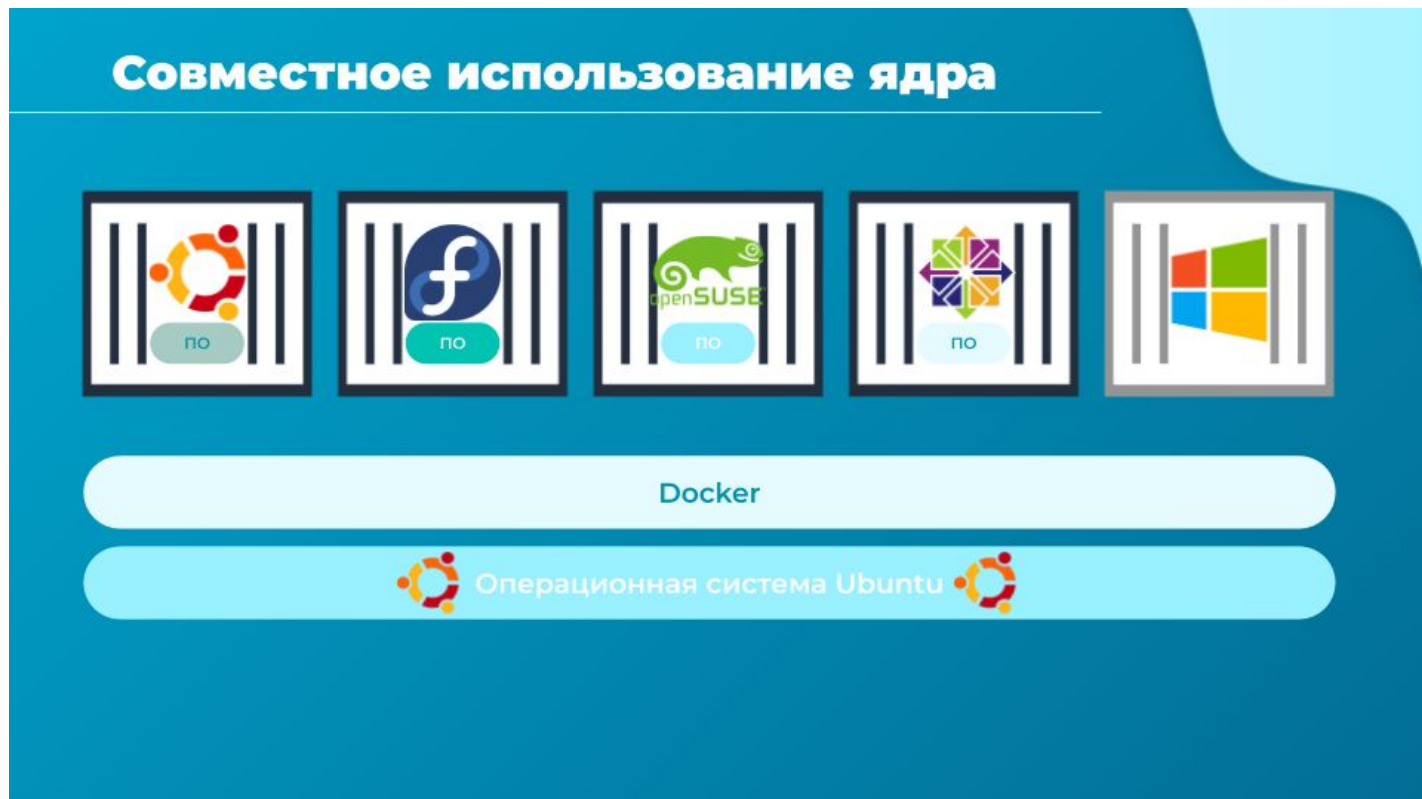 Совместное использование ядра
openSUSE
ПО
ПО
ПО
ПО
Docker
Операционная система Ubuntu